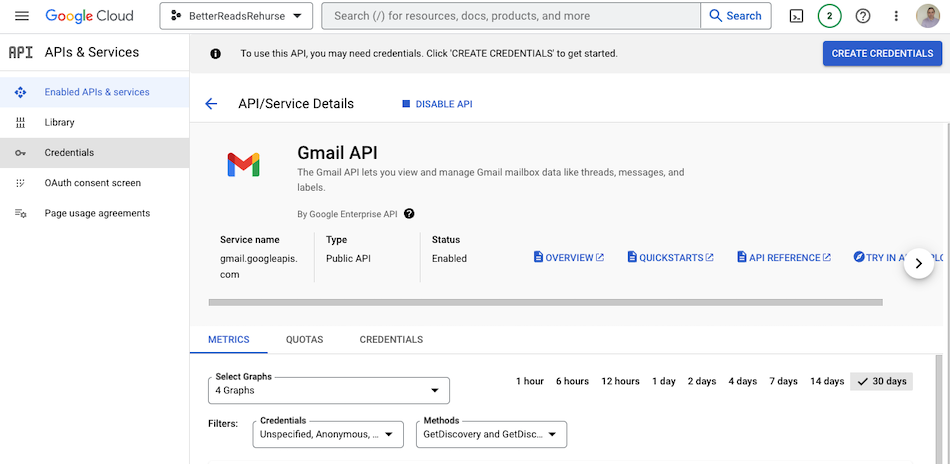 Google Cloud
BetterReadsRehurse
Search (/) for resources, docs, products, and more
Search
2
API APIs & Services
To use this API, you may need credentials. Click 'CREATE CREDENTIALS' to get started.
CREATE CREDENTIALS
Enabled APIs & services
Library
Credentials
OAuth consent screen
Page usage agreements
API/Service Details
DISABLE API
Gmail API
The Gmail API lets you view and manage Gmail mailbox data like threads, messages, and
labels.
By Google Enterprise API
Service name
gmail.googleapis.
com
Type
Public API
Status
Enabled
OVERVIEW
QUICKSTARTS
API REFERENCE
TRY IN
METRICS
QUOTAS
CREDENTIALS
Select Graphs
4 Graphs
1 hour 6 hours 12 hours 1 day 2 days 4 days 7 days 14 days 30 days
Filters:
Credentials
Unspecified, Anonymous, ...
Methods
GetDiscovery and GetDisc...